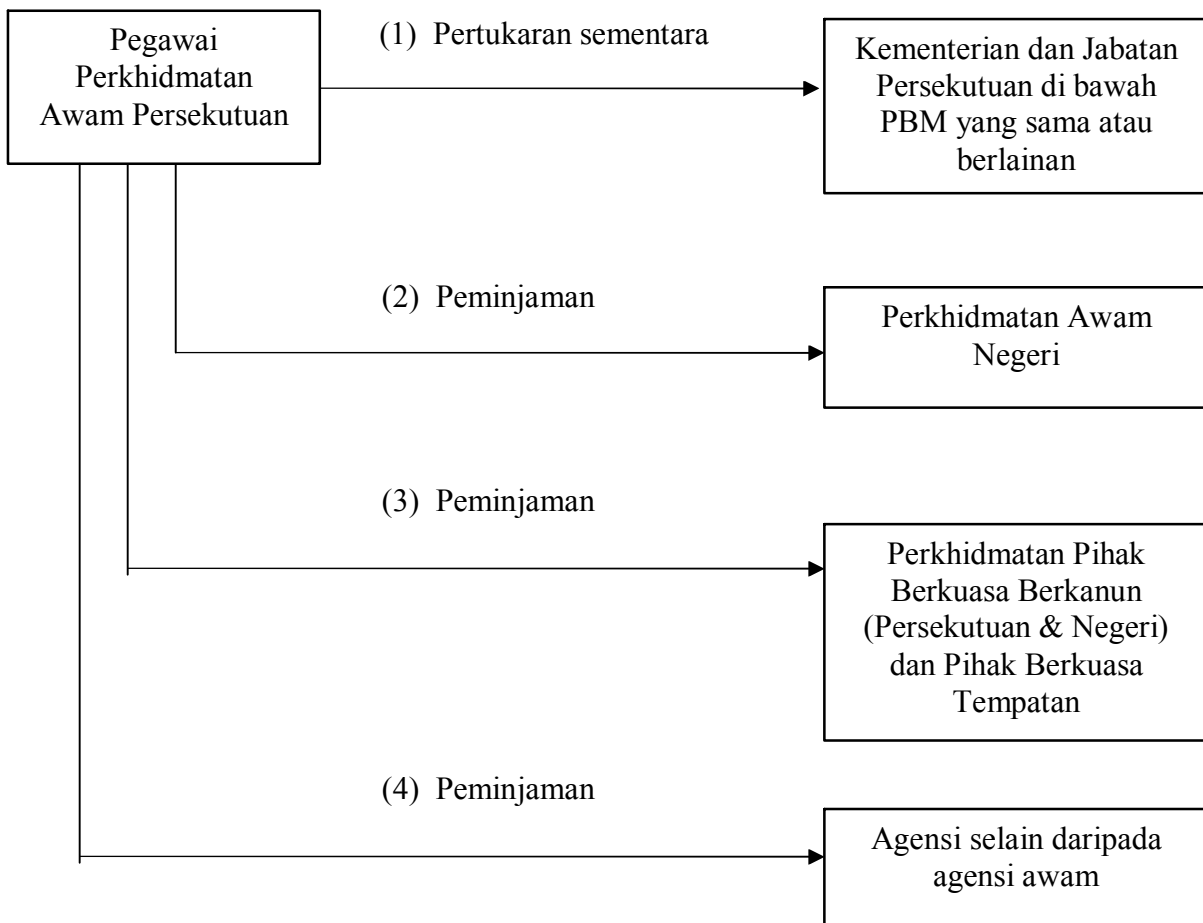 Pegawai
Perkhidmatan
Awam Persekutuan
(1) Pertukaran sementara
Kementerian dan Jabatan
Persekutuan di bawah
PBM yang sama atau
berlainan
(2) Peminjaman
Perkhidmatan Awam
Negeri
(3) Peminjaman
Perkhidmatan Pihak
Berkuasa Berkanun
(Persekutuan & Negeri)
dan Pihak Berkuasa
Tempatan
(4) Peminjaman
Agensi selain daripada
agensi awam